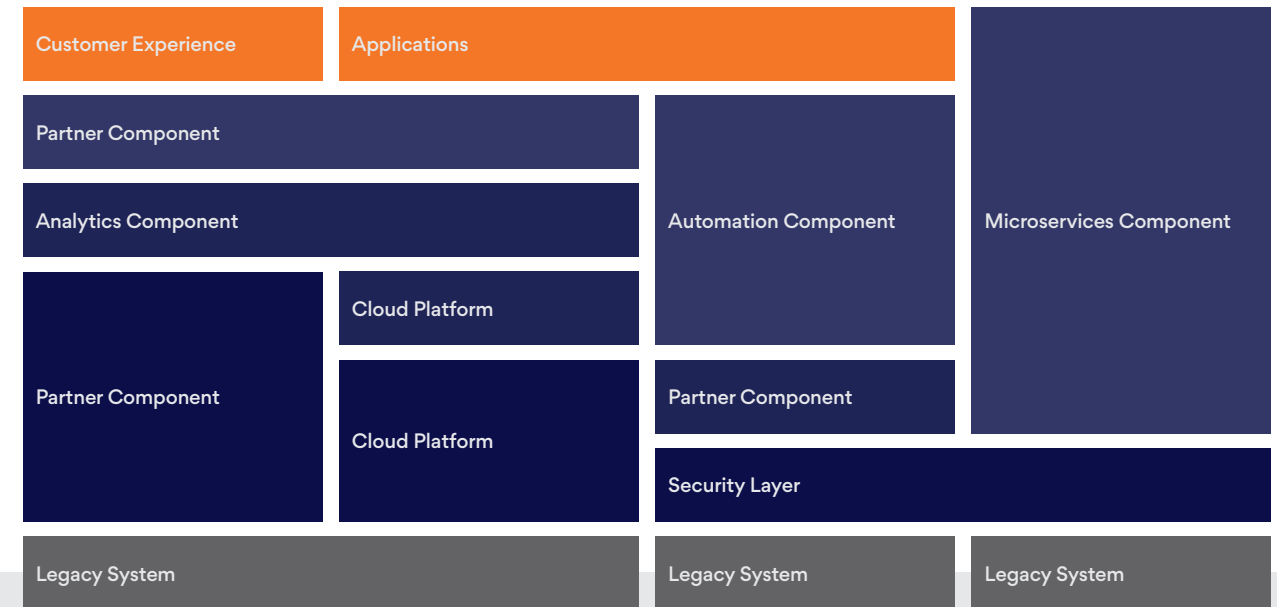 Customer Experience
Applications
Partner Component
Analytics Component
Automation Component
Microservices Component
Cloud Platform
Partner Component
Partner Component
Cloud Platform
Security Layer
Legacy System
Legacy System
Legacy System